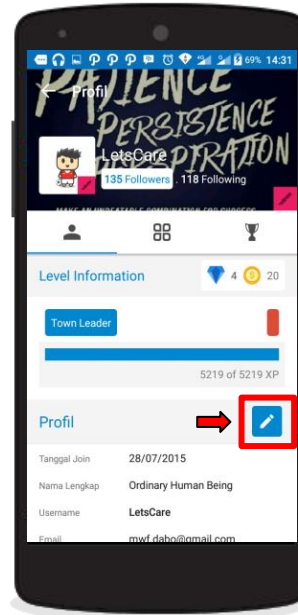 69% 14:31
PATIENCE
Profil
PERSISTENCE
LetsCare
PERSPIRATION
135 Followers . 118 Following
MAKE AN UNBEATABLE COMBINATION FOR SUCCESS
Level Information
4
20
Town Leader
5219 of 5219 XP
Profil
Tanggal Join 28/07/2015
Nama Lengkap Ordinary Human Being
Username LetsCare
Email mwf.dabo@gmail.com